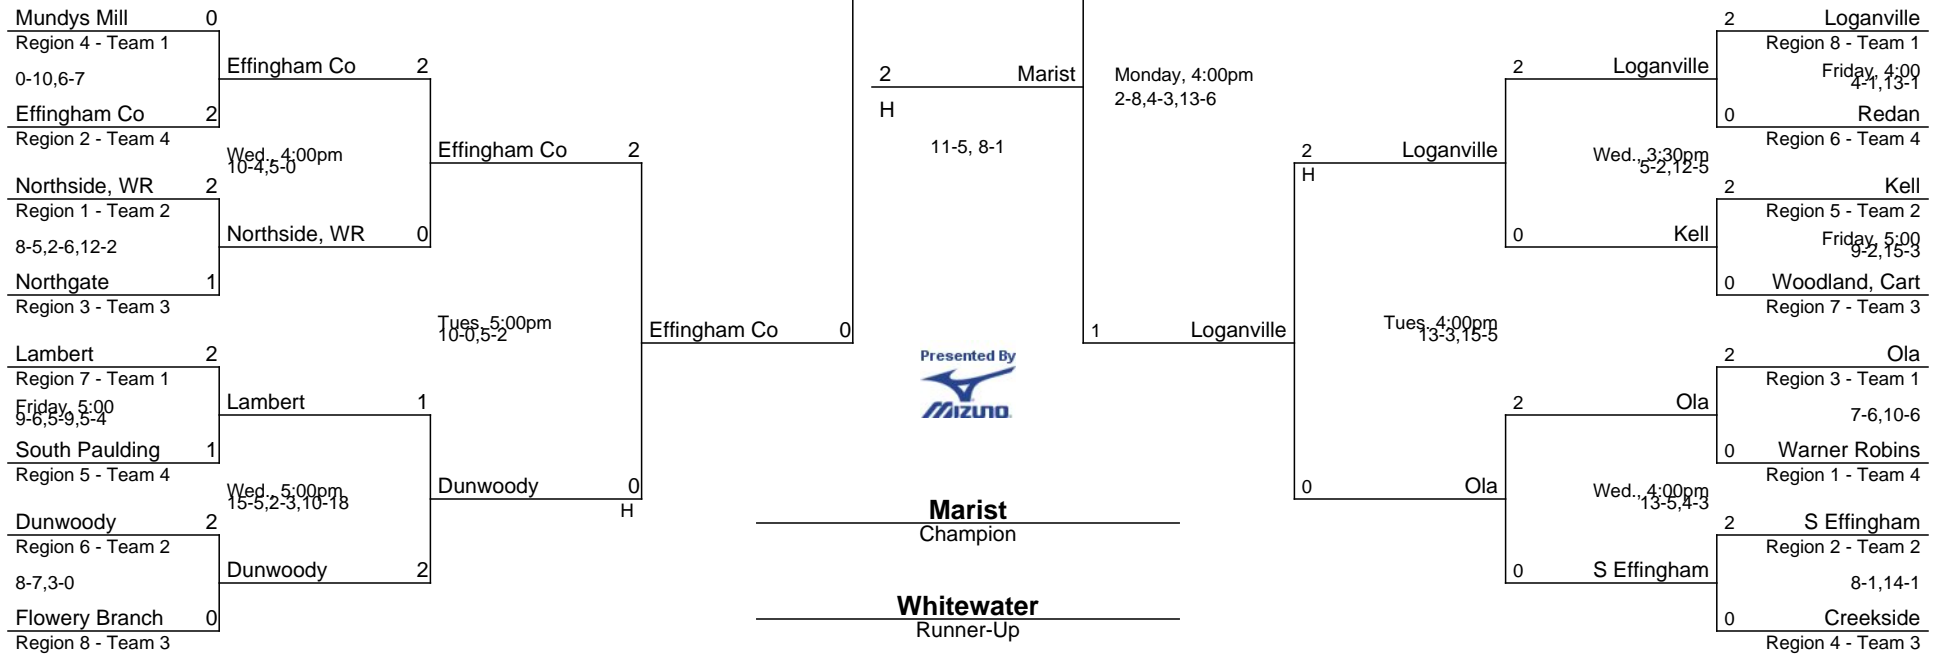 Mundys Mill 0
Region 4 - Team 1
0-10,6-7
Effingham Co 2
Region 2 - Team 4
Northside, WR 2
Region 1 - Team 2
8-5,2-6,12-2
Northgate 1
Region 3 - Team 3
Lambert 2
Region 7 - Team 1
Friday, 5:00
9-6,5-9,5-4
South Paulding 1
Region 5 - Team 4
Dunwoody 2
Region 6 - Team 2
8-7,3-0
Flowery Branch 0
Region 8 - Team 3
Effingham Co 2
Wed., 4:00pm
10-4,5-0
Northside, WR 0
Lambert 1
Wed., 5:00pm
15-5,2-3,10-18
Dunwoody 2
Effingham Co 2
Tues. 5:00pm
10-0,5-2
Dunwoody 0
H
Effingham Co 0
2 Marist
H
11-5, 8-1
Presented By
MIZUNO
Marist
Champion
Whitewater
Runner-Up
Monday, 4:00pm
2-8,4-3,13-6
1 Loganville
2 Loganville
H
Tues. 4:00pm
13-3,15-5
0 Ola
2 Loganville
Wed., 3:30pm
5-2,12-5
0 Kell
2 Ola
Wed., 4:00pm
13-5,4-3
0 S Effingham
2 Loganville
Region 8 - Team 1
Friday, 4:00
4-1,13-1
0 Redan
Region 6 - Team 4
2 Kell
Region 5 - Team 2
Friday, 5:00
9-2,15-3
0 Woodland, Cart
Region 7 - Team 3
2 Ola
Region 3 - Team 1
7-6,10-6
0 Warner Robins
Region 1 - Team 4
2 S Effingham
Region 2 - Team 2
8-1,14-1
0 Creekside
Region 4 - Team 3